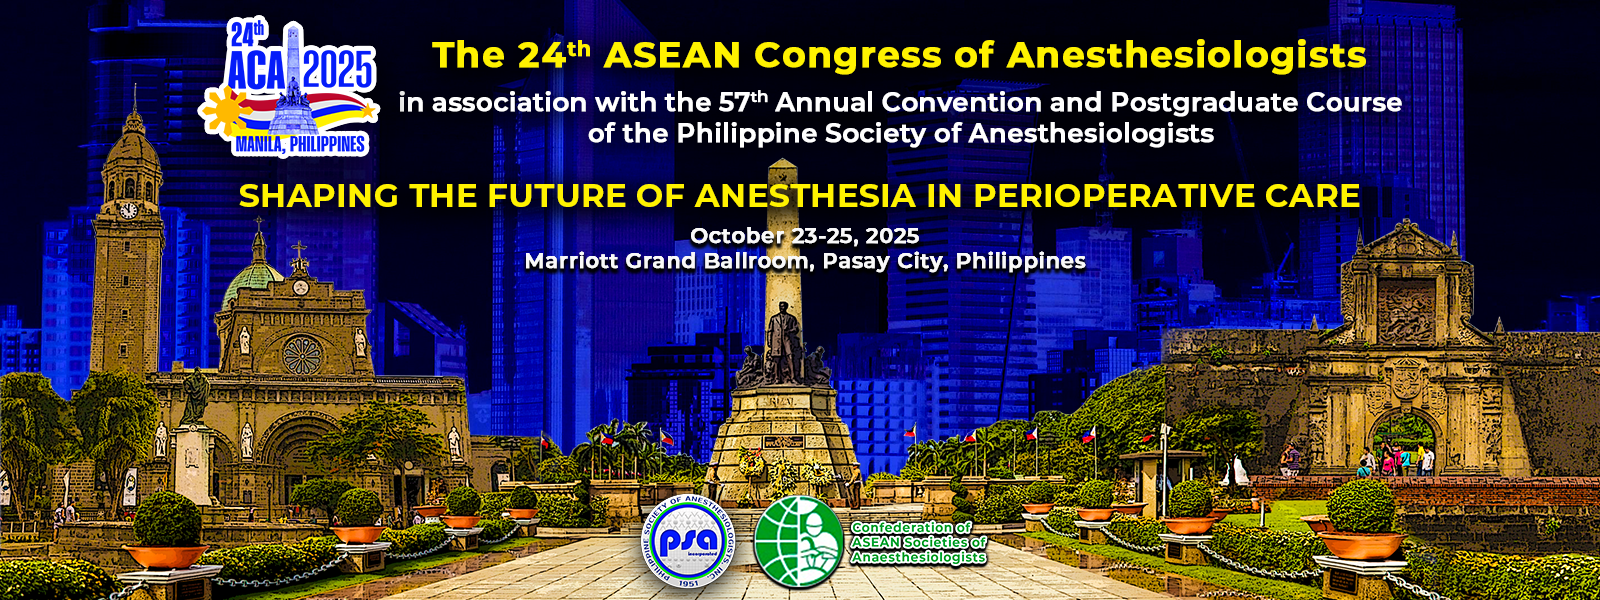 24th
ACA 2025
MANILA, PHILIPPINES
The 24th ASEAN Congress of Anesthesiologists
in association with the 57th Annual Convention and Postgraduate Course
of the Philippine Society of Anesthesiologists
SHAPING THE FUTURE OF ANESTHESIA IN PERIOPERATIVE CARE
October 23-25, 2025
Marriott Grand Ballroom, Pasay City, Philippines
SMART
RIZAL
PHILIPPINE SOCIETY OF ANESTHESIOLOGISTS, INC.
psa
incorporated
1951
Confederation of
ASEAN Societies of
Anaesthesiologists